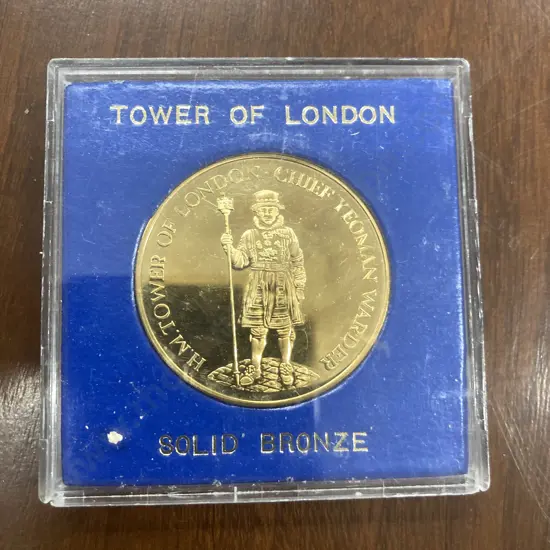 TOWER OF LONDON
H.M. TOWER OF LONDON · CHIEF YEOMAN WARDER
SOLID BRONZE